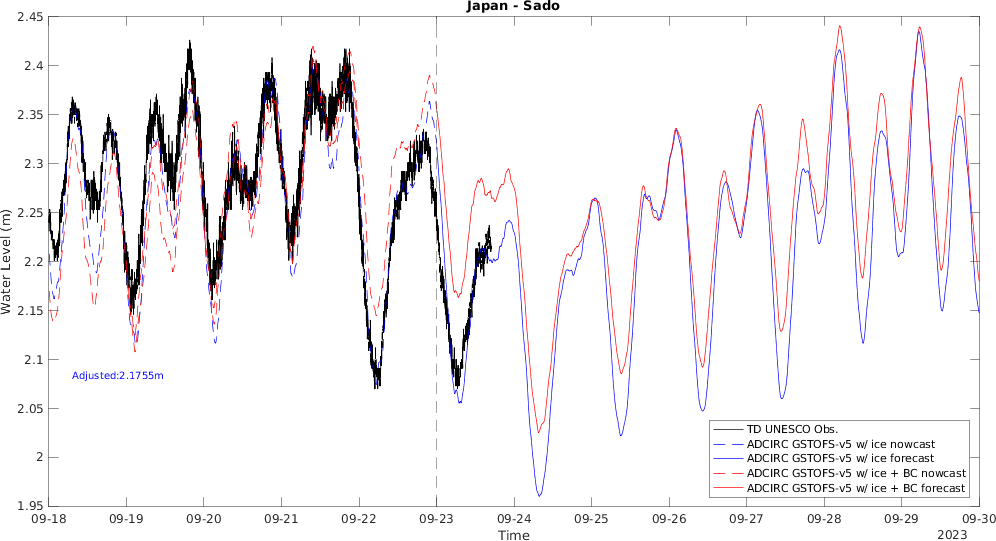 Japan - Sado
Water Level (m)
2.45
2.4
2.35
2.3
2.25
2.2
2.15
2.1
2.05
2
1.95
Adjusted:2.1755m
TD UNESCO Obs.
ADCIRC GSTOFS-v5 w/ ice nowcast
ADCIRC GSTOFS-v5 w/ ice forecast
ADCIRC GSTOFS-v5 w/ ice + BC nowcast
ADCIRC GSTOFS-v5 w/ ice + BC forecast
09-18 09-19 09-20 09-21 09-22 09-23 09-24 09-25 09-26 09-27 09-28 09-29 09-30
Time
2023